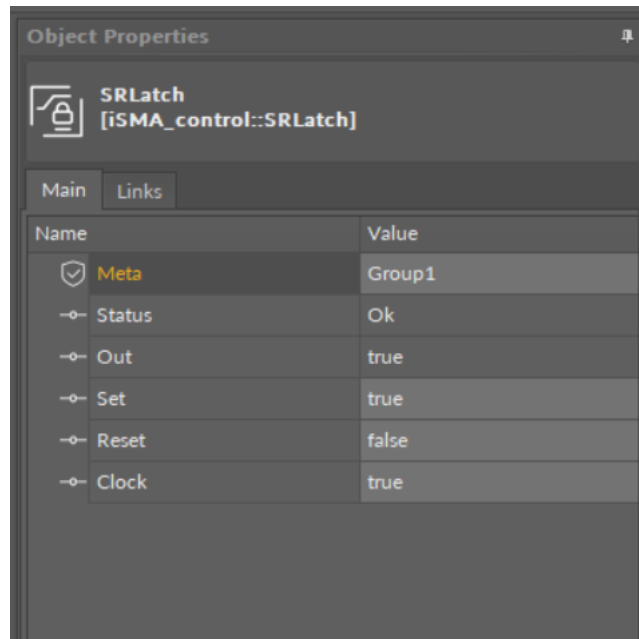 Object Properties
SRLatch
[iSMA_control::SRLatch]
Main Links
Name Value
Meta Group1
Status Ok
Out true
Set true
Reset false
Clock true